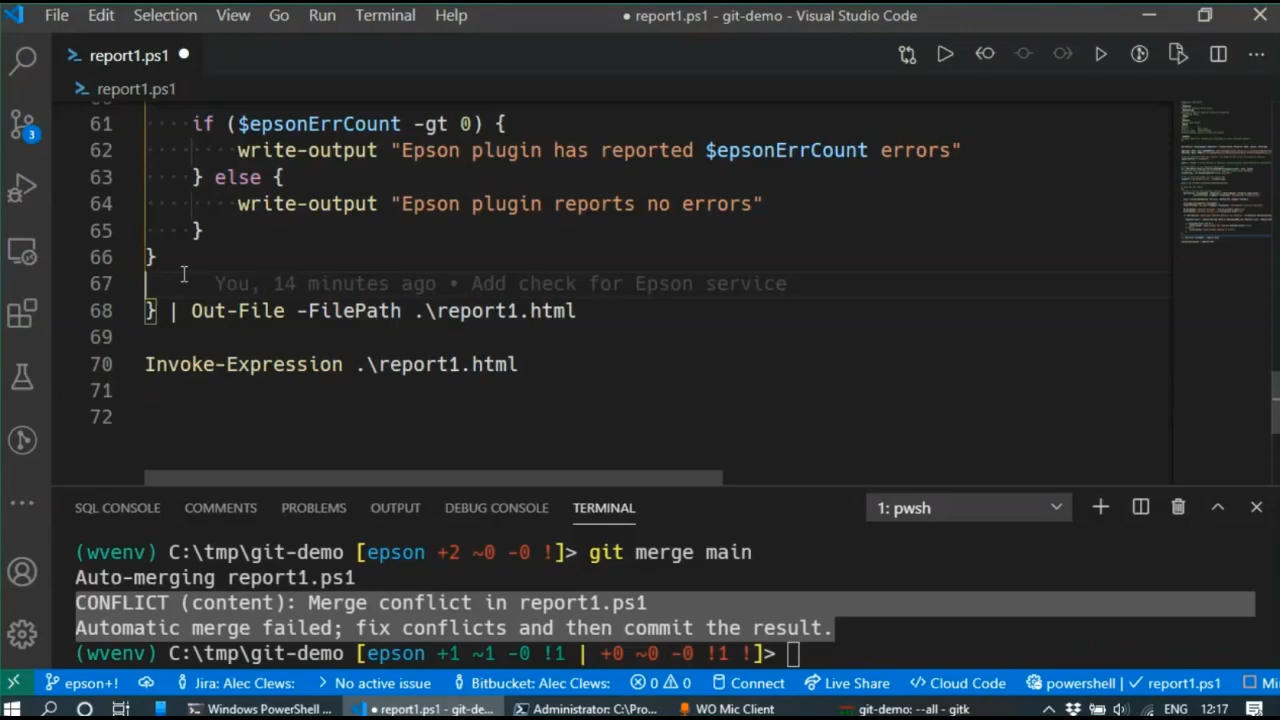 File Edit Selection View Go Run Terminal Help ● report1.ps1 - git-demo - Visual Studio Code
report1.ps1 ●
report1.ps1
61 if ($epsonErrCount -gt 0) {
62 write-output "Epson plugin has reported $epsonErrCount errors"
63 } else {
64 write-output "Epson plugin reports no errors"
65 }
66 }
67 You, 14 minutes ago • Add check for Epson service
68 } | Out-File -FilePath .\report1.html
69
70 Invoke-Expression .\report1.html
71
72
3
SQL CONSOLE COMMENTS PROBLEMS OUTPUT DEBUG CONSOLE TERMINAL 1: pwsh
(wvenv) C:\tmp\git-demo [epson +2 ~0 -0 !]> git merge main
Auto-merging report1.ps1
CONFLICT (content): Merge conflict in report1.ps1
Automatic merge failed; fix conflicts and then commit the result.
(wvenv) C:\tmp\git-demo [epson +1 ~1 -0 !1 | +0 ~0 -0 !1 !]>
epson+! Jira: Alec Clews: No active issue Bitbucket: Alec Clews: 0 0 Connect Live Share Cloud Code powershell | ✓ report1.ps1 Mi
Windows PowerShell ... ● report1.ps1 - git-de... Administrator: C:\Pro... WO Mic Client git-demo: --all - gitk ENG 12:17